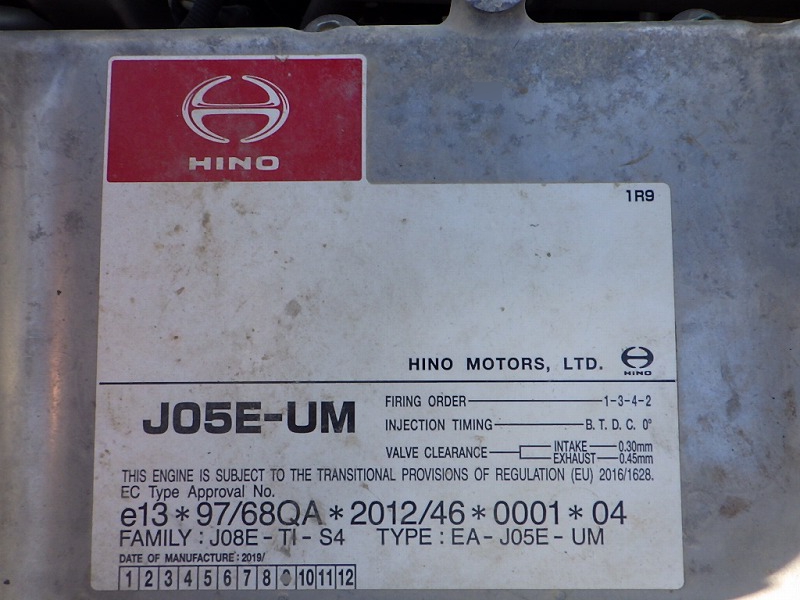 HINO
1R9
HINO MOTORS, LTD. HINO
J05E-UM
FIRING ORDER 1-3-4-2
INJECTION TIMING B. T. D. C. 0°
VALVE CLEARANCE INTAKE 0.30mm
EXHAUST 0.45mm
THIS ENGINE IS SUBJECT TO THE TRANSITIONAL PROVISIONS OF REGULATION (EU) 2016/1628.
EC Type Approval No.
e13*97/68QA*2012/46*0001*04
FAMILY : J08E-TI-S4 TYPE : EA-J05E-UM
DATE OF MANUFACTURE : 2019/
1 2 3 4 5 6 7 8 10 11 12